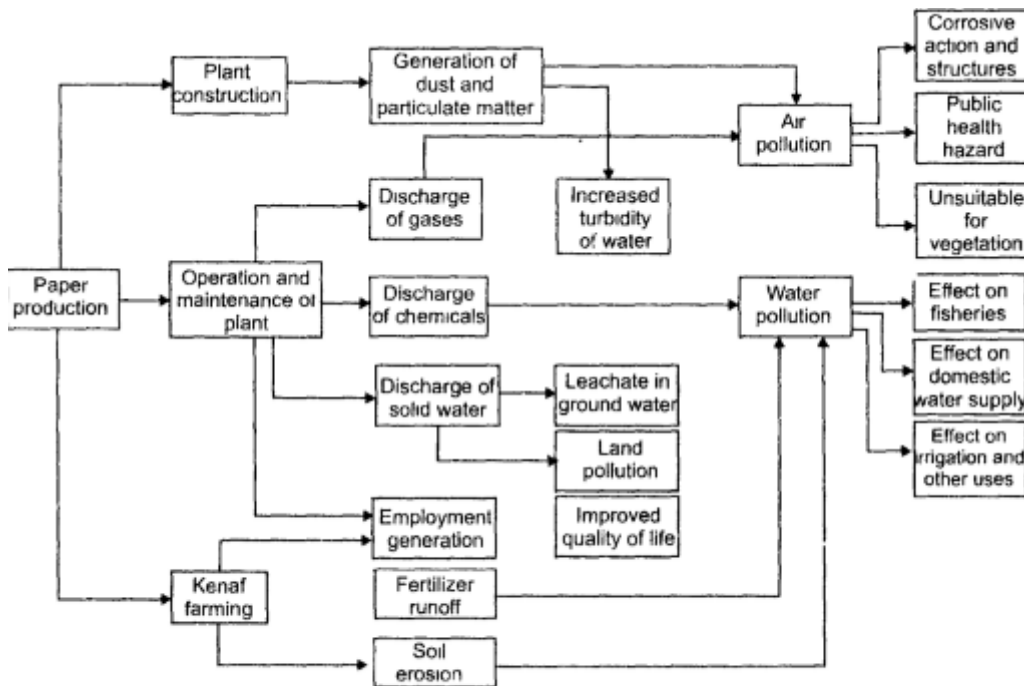 Paper
production
Plant
construction
Operation and
maintenance of
plant
Kenaf
farming
Generation of
dust and
particulate matter
Discharge
of gases
Discharge
of chemicals
Discharge of
solid water
Employment
generation
Fertilizer
runoff
Soil
erosion
Increased
turbidity
of water
Leachate in
ground water
Land
pollution
Improved
quality of life
Air
pollution
Water
pollution
Corrosive
action and
structures
Public
health
hazard
Unsuitable
for
vegetation
Effect on
fisheries
Effect on
domestic
water supply
Effect on
irrigation and
other uses